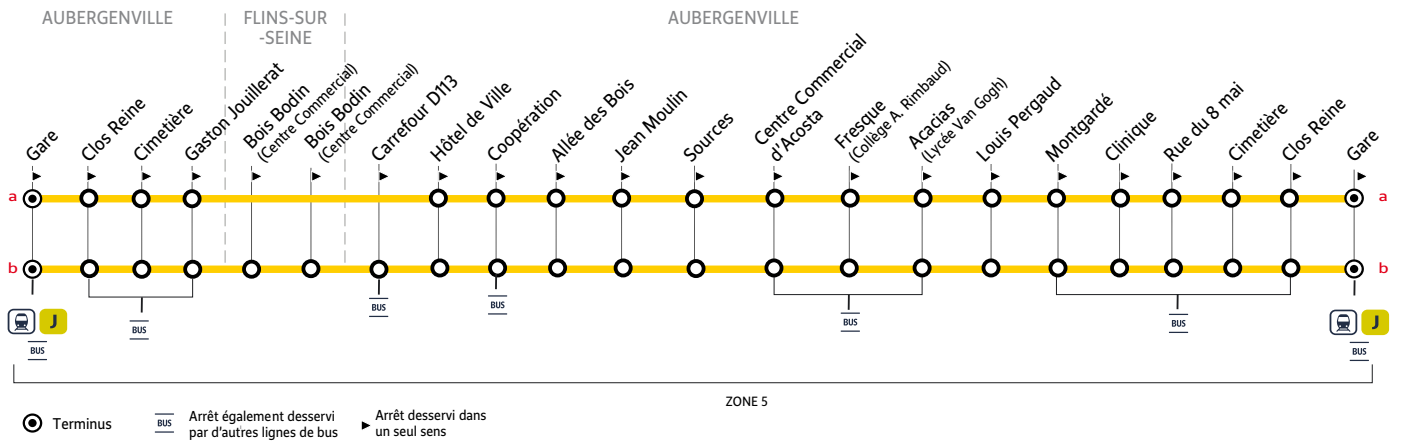 AUBERGENVILLE
FLINS-SUR
-SEINE
AUBERGENVILLE
Gare
Clos Reine
Cimetière
Gaston Jouillerat
Bois Bodin
(Centre Commercial)
Bois Bodin
(Centre Commercial)
Carrefour D113
Hôtel de Ville
Coopération
Allée des Bois
Jean Moulin
Sources
Centre Commercial
d'Acosta
Fresque
(Collège A. Rimbaud)
Acacias
(Lycée Van Gogh)
Louis Pergaud
Montgardé
Clinique
Rue du 8 mai
Cimetière
Clos Reine
Gare
a
a
b
b
J
BUS
BUS
BUS
BUS
BUS
BUS
J
BUS
ZONE 5
Terminus
BUS
Arrêt également desservi
par d'autres lignes de bus
Arrêt desservi dans
un seul sens